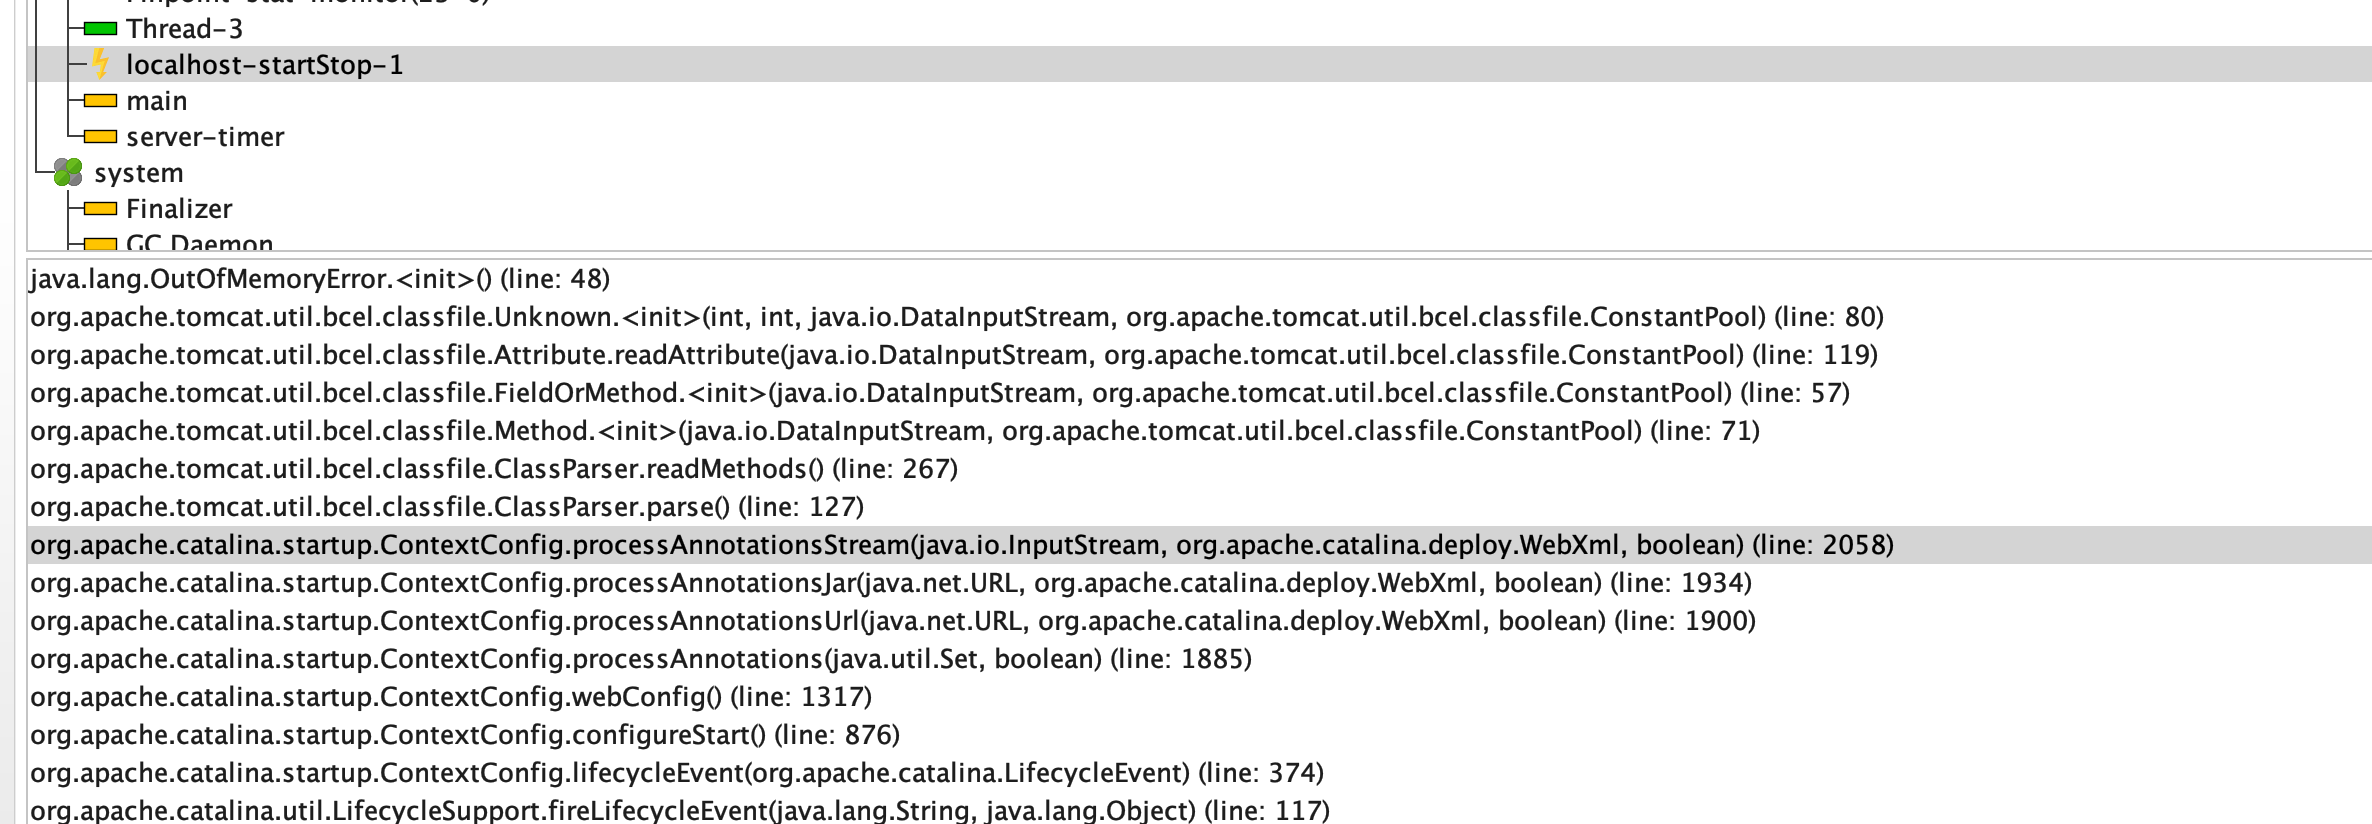 Thread-3
localhost-startStop-1
main
server-timer
system
Finalizer
GC Daemon
java.lang.OutOfMemoryError.<init>() (line: 48)
org.apache.tomcat.util.bcel.classfile.Unknown.<init>(int, int, java.io.DataInputStream, org.apache.tomcat.util.bcel.classfile.ConstantPool) (line: 80)
org.apache.tomcat.util.bcel.classfile.Attribute.readAttribute(java.io.DataInputStream, org.apache.tomcat.util.bcel.classfile.ConstantPool) (line: 119)
org.apache.tomcat.util.bcel.classfile.FieldOrMethod.<init>(java.io.DataInputStream, org.apache.tomcat.util.bcel.classfile.ConstantPool) (line: 57)
org.apache.tomcat.util.bcel.classfile.Method.<init>(java.io.DataInputStream, org.apache.tomcat.util.bcel.classfile.ConstantPool) (line: 71)
org.apache.tomcat.util.bcel.classfile.ClassParser.readMethods() (line: 267)
org.apache.tomcat.util.bcel.classfile.ClassParser.parse() (line: 127)
org.apache.catalina.startup.ContextConfig.processAnnotationsStream(java.io.InputStream, org.apache.catalina.deploy.WebXml, boolean) (line: 2058)
org.apache.catalina.startup.ContextConfig.processAnnotationsJar(java.net.URL, org.apache.catalina.deploy.WebXml, boolean) (line: 1934)
org.apache.catalina.startup.ContextConfig.processAnnotationsUrl(java.net.URL, org.apache.catalina.deploy.WebXml, boolean) (line: 1900)
org.apache.catalina.startup.ContextConfig.processAnnotations(java.util.Set, boolean) (line: 1885)
org.apache.catalina.startup.ContextConfig.webConfig() (line: 1317)
org.apache.catalina.startup.ContextConfig.configureStart() (line: 876)
org.apache.catalina.startup.ContextConfig.lifecycleEvent(org.apache.catalina.LifecycleEvent) (line: 374)
org.apache.catalina.util.LifecycleSupport.fireLifecycleEvent(java.lang.String, java.lang.Object) (line: 117)